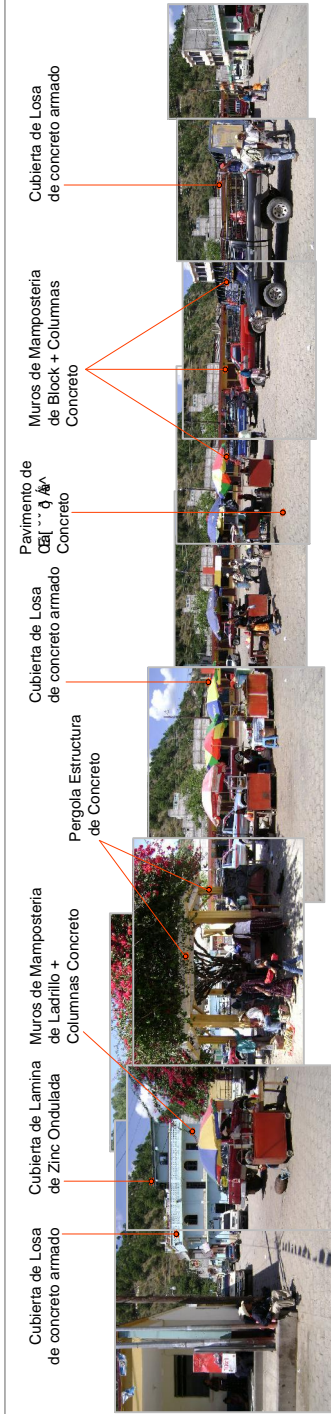 Cubierta de Losa
de concreto armado
Cubierta de Lamina
de Zinc Ondulada
Muros de Mamposteria
de Ladrillo +
Columnas Concreto
Pergola Estructura
de Concreto
Cubierta de Losa
de concreto armado
Pavimento de
Concreto
Muros de Mamposteria
de Block + Columnas
Concreto
Cubierta de Losa
de concreto armado